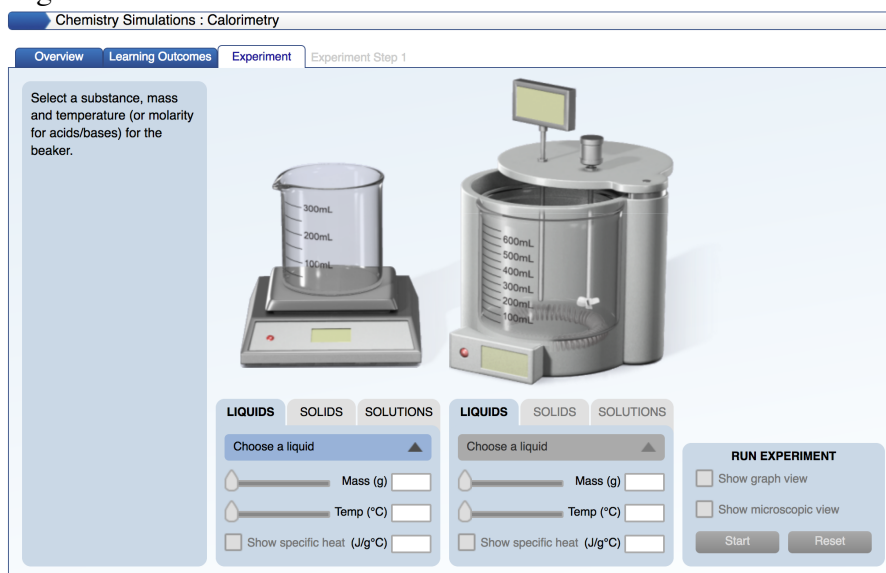 Chemistry Simulations : Calorimetry
Overview
Learning Outcomes
Experiment
Experiment Step 1
Select a substance, mass
and temperature (or molarity
for acids/bases) for the
beaker.
300mL
200mL
100mL
600mL
500mL
400mL
300mL
200mL
100mL
LIQUIDS
SOLIDS
SOLUTIONS
Choose a liquid
Mass (g)
Temp (°C)
Show specific heat (J/g°C)
LIQUIDS
SOLIDS
SOLUTIONS
Choose a liquid
Mass (g)
Temp (°C)
Show specific heat (J/g°C)
RUN EXPERIMENT
Show graph view
Show microscopic view
Start
Reset